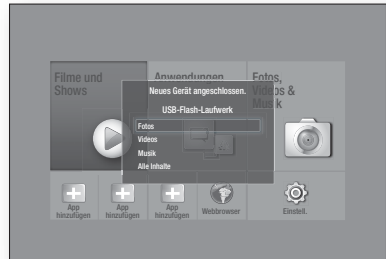 Filme und
Shows
Anwendungen
Fotos,
Videos &
Musik
Neues Gerät angeschlossen.
USB-Flash-Laufwerk
Fotos
Videos
Musik
Alle Inhalte
App
hinzufügen
App
hinzufügen
App
hinzufügen
Webbrowser
Einstell.